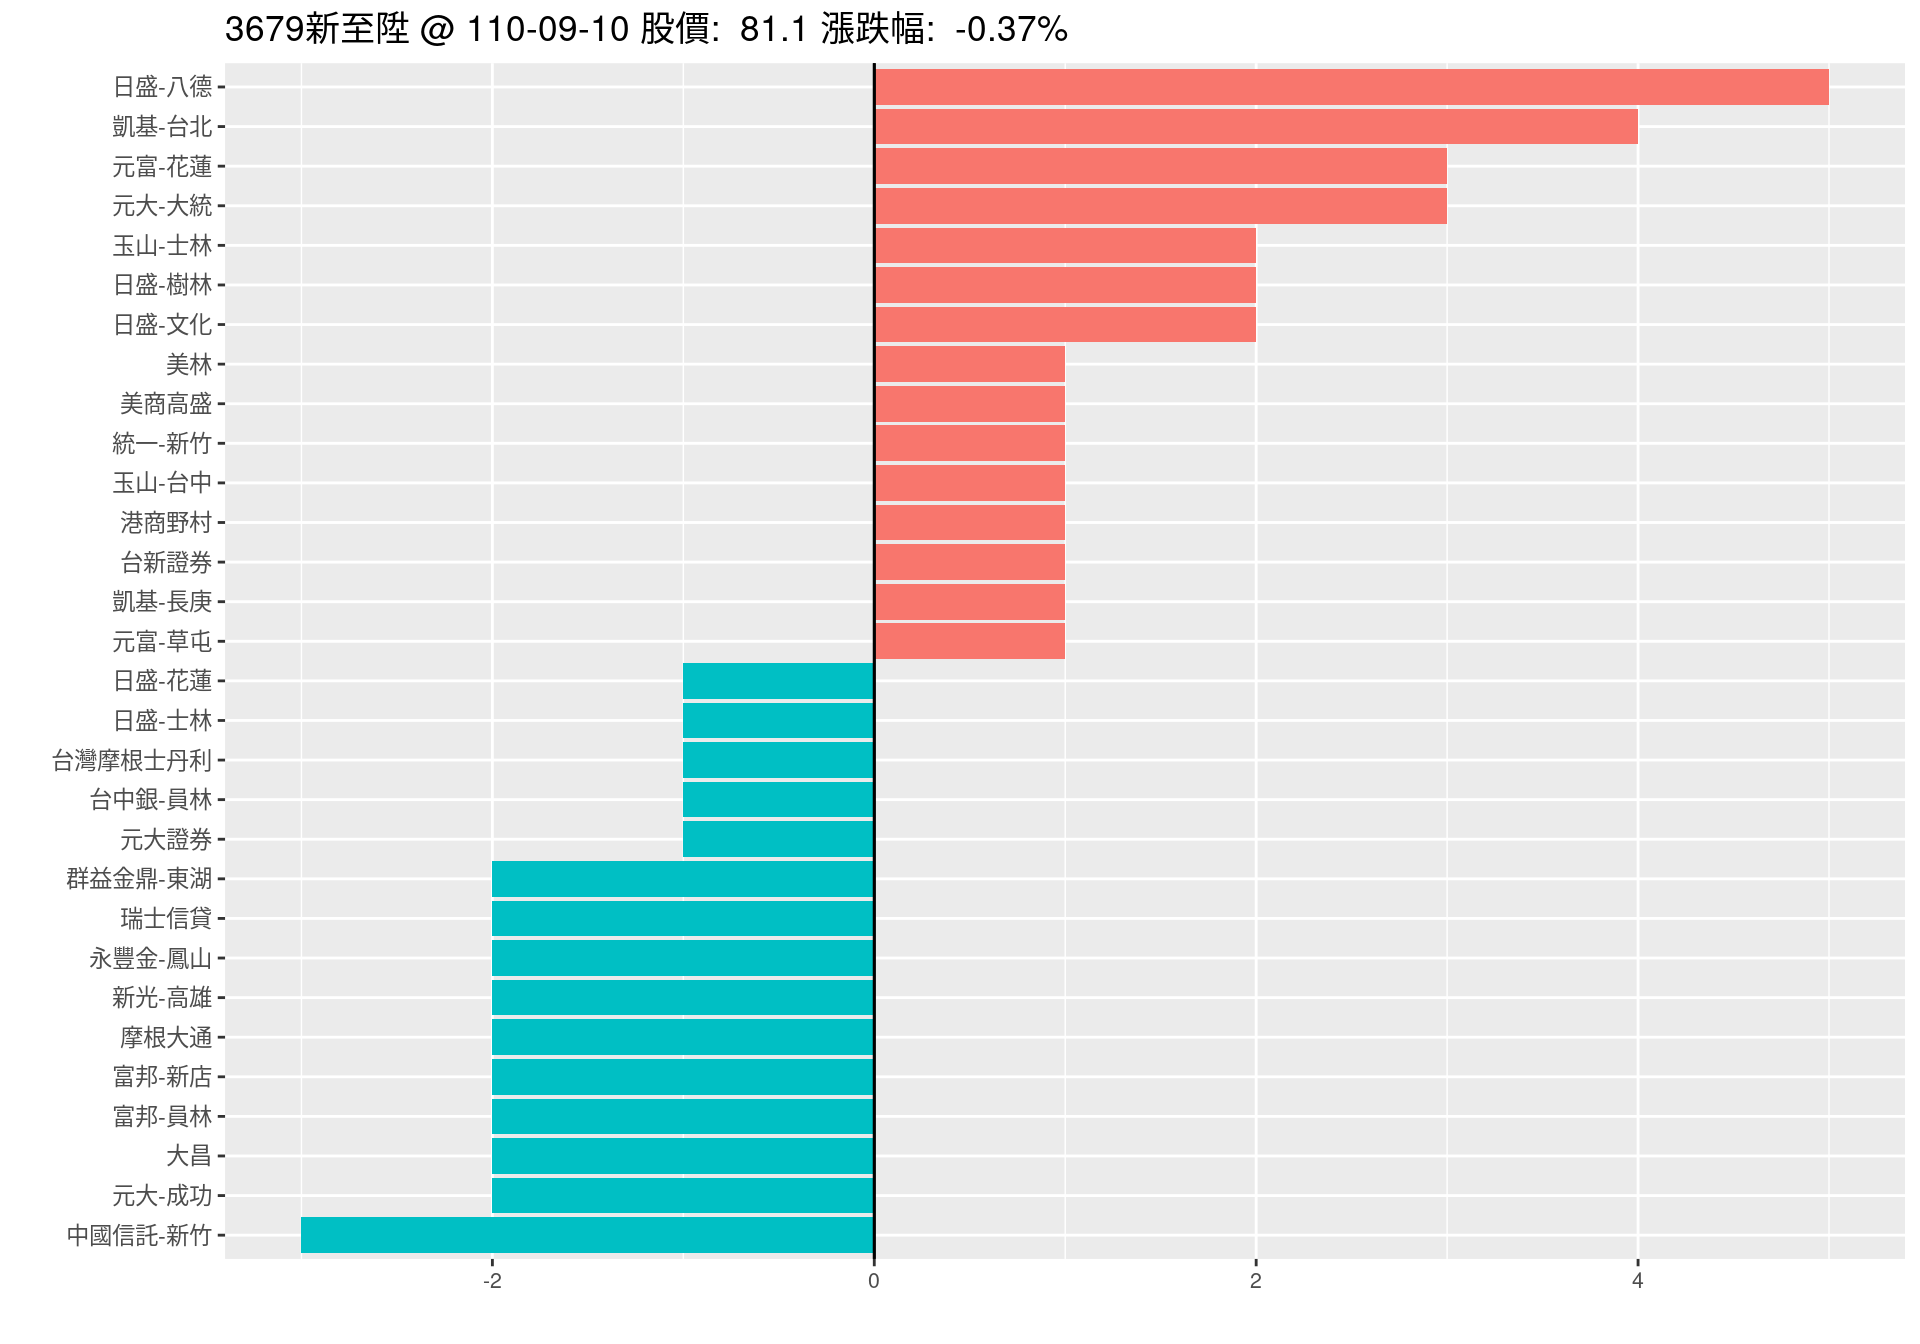 3679新至陞 @ 110-09-10 股價:  81.1 漲跌幅:  -0.37%
日盛-八德
凱基-台北
元富-花蓮
元大-大統
玉山-士林
日盛-樹林
日盛-文化
美林
美商高盛
統一-新竹
玉山-台中
港商野村
台新證券
凱基-長庚
元富-草屯
日盛-花蓮
日盛-士林
台灣摩根士丹利
台中銀-員林
元大證券
群益金鼎-東湖
瑞士信貸
永豐金-鳳山
新光-高雄
摩根大通
富邦-新店
富邦-員林
大昌
元大-成功
中國信託-新竹
-2 0 2 4